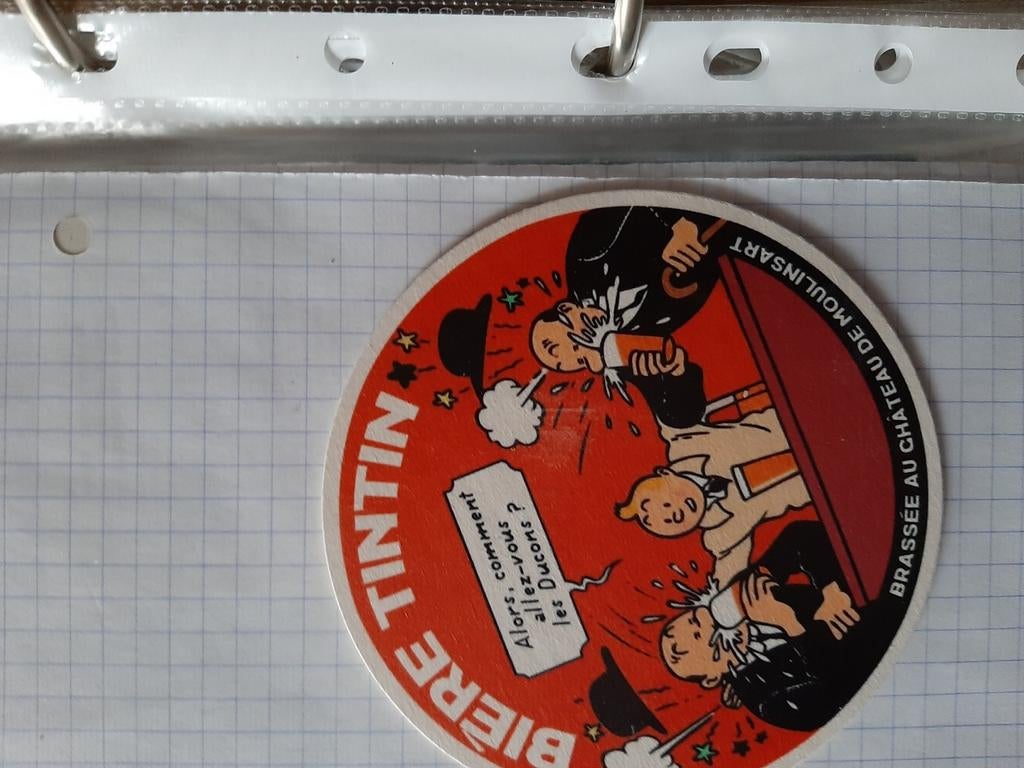 BIÈRE TINTIN
Alors, comment
allez-vous
les Ducons ?
BRASSÉE AU CHÂTEAU DE MOULINSART